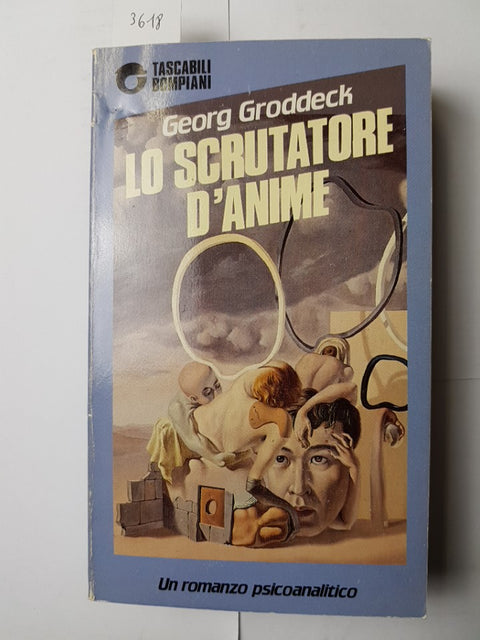 3618
TASCABILI
BOMPIANI
Georg Groddeck
LO SCRUTATORE
D'ANIME
Un romanzo psicoanalitico